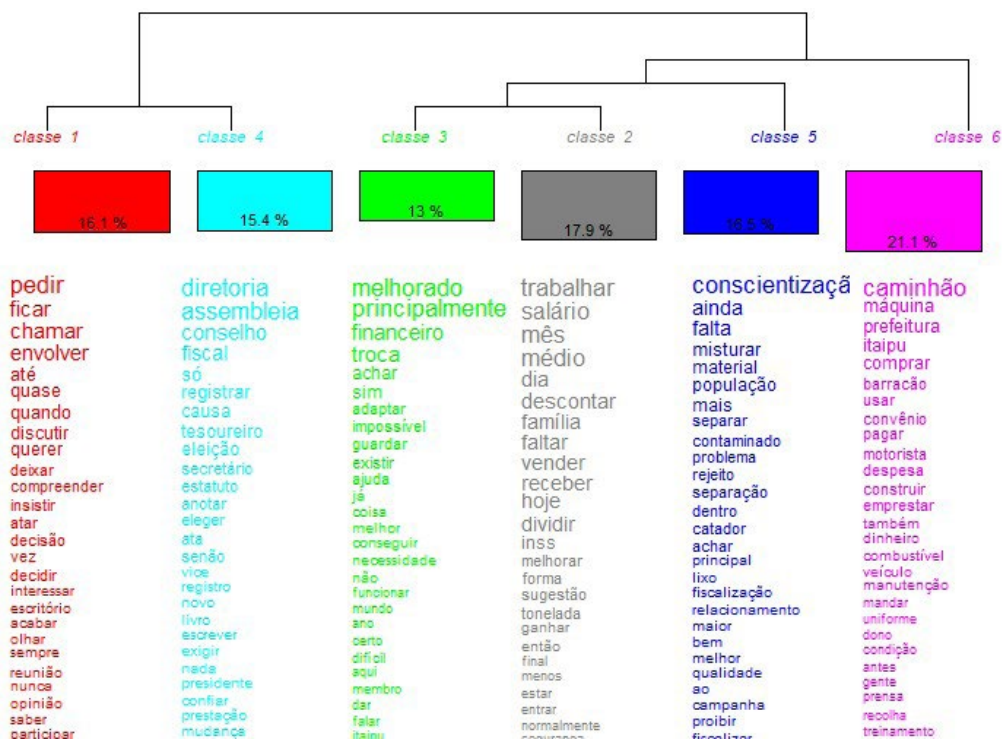 classe 1
classe 4
classe 3
classe 2
classe 5
classe 6
16.1 %
15.4 %
13 %
17.9 %
16.5 %
21.1 %
pedir
ficar
chamar
envolver
até
quase
quando
discutir
querer
deixar
compreender
insistir
atar
decisão
vez
decidir
interessar
escritório
acabar
olhar
sempre
reunião
nunca
opinião
saber
participar
diretoria
assembleia
conselho
fiscal
só
registrar
causa
tesoureiro
eleição
secretário
estatuto
anotar
eleger
ata
senão
vice
registro
novo
livro
escrever
exigir
nada
presidente
confiar
prestação
mudança
melhorado
principalmente
financeiro
troca
achar
sim
adaptar
impossível
guardar
existir
ajuda
já
coisa
melhor
conseguir
necessidade
não
funcionar
mundo
ano
certo
difícil
aqui
membro
dar
falar
itaipu
trabalhar
salário
mês
médio
dia
descontar
família
faltar
vender
receber
hoje
dividir
inss
melhorar
forma
sugestão
tonelada
ganhar
então
final
menos
estar
entrar
normalmente
segurança
conscientizaçã
ainda
falta
misturar
material
população
mais
separar
contaminado
problema
rejeito
separação
dentro
catador
achar
principal
lixo
fiscalização
relacionamento
maior
bem
melhor
qualidade
ao
campanha
proibir
fiscalizar
caminhão
máquina
prefeitura
itaipu
comprar
barracão
usar
convênio
pagar
motorista
despesa
construir
emprestar
também
dinheiro
combustível
veículo
manutenção
mandar
uniforme
dono
condição
antes
gente
prensa
recolha
treinamento